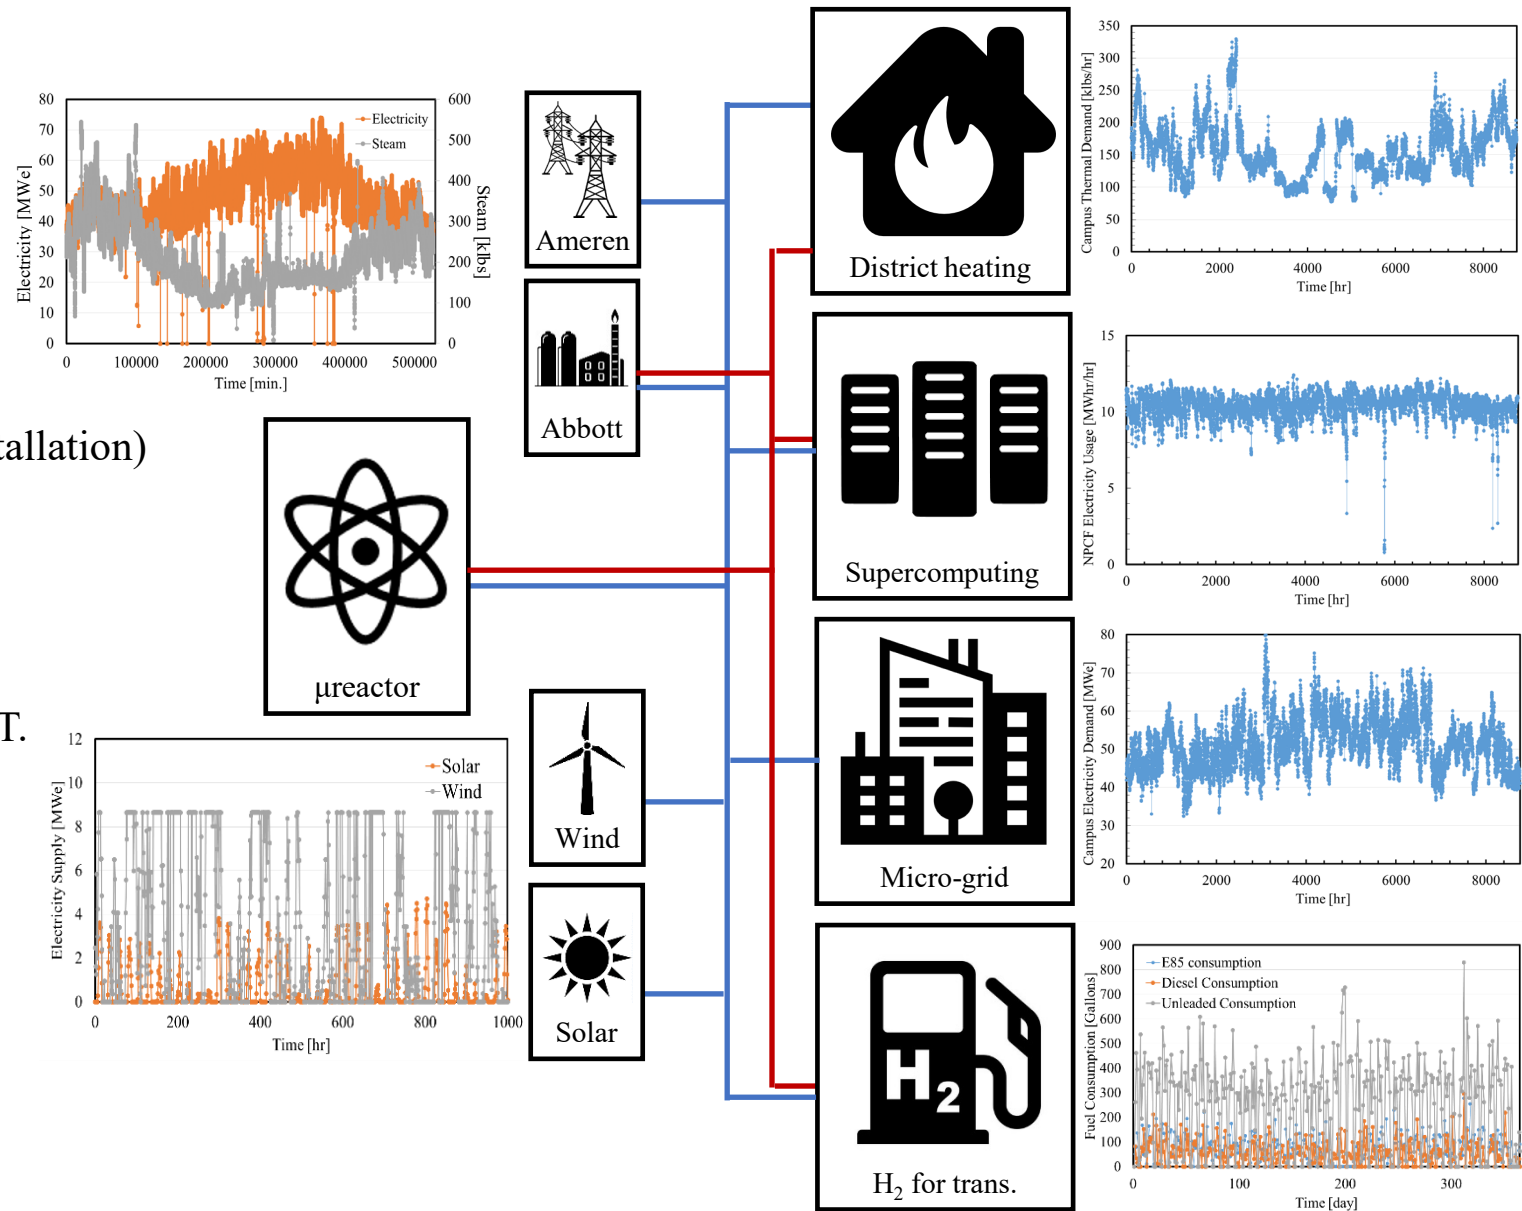 80
70
60
50
40
30
20
10
0
Electricity [MWe]
600
500
400
300
200
100
0
Steam [klbs]
Electricity
Steam
0 100000 200000 300000 400000 500000
Time [min.]
tallation)
T.
12
10
8
6
4
2
0
Electricity Supply [MWe]
Solar
Wind
0 200 400 600 800 1000
Time [hr]
Ameren
Abbott
μreactor
Wind
Solar
District heating
Supercomputing
Micro-grid
H2
H₂ for trans.
350
300
250
200
150
100
50
0
Campus Thermal Demand [klbs/hr]
0 2000 4000 6000 8000
Time [hr]
15
10
5
0
NPCF Electricity Usage [MWhr/hr]
0 2000 4000 6000 8000
Time [hr]
80
70
60
50
40
30
20
Campus Electricity Demand [MWe]
0 2000 4000 6000 8000
Time [hr]
900
800
700
600
500
400
300
200
100
0
Fuel Consumption [Gallons]
E85 consumption
Diesel Consumption
Unleaded Consumption
0 100 200 300
Time [day]